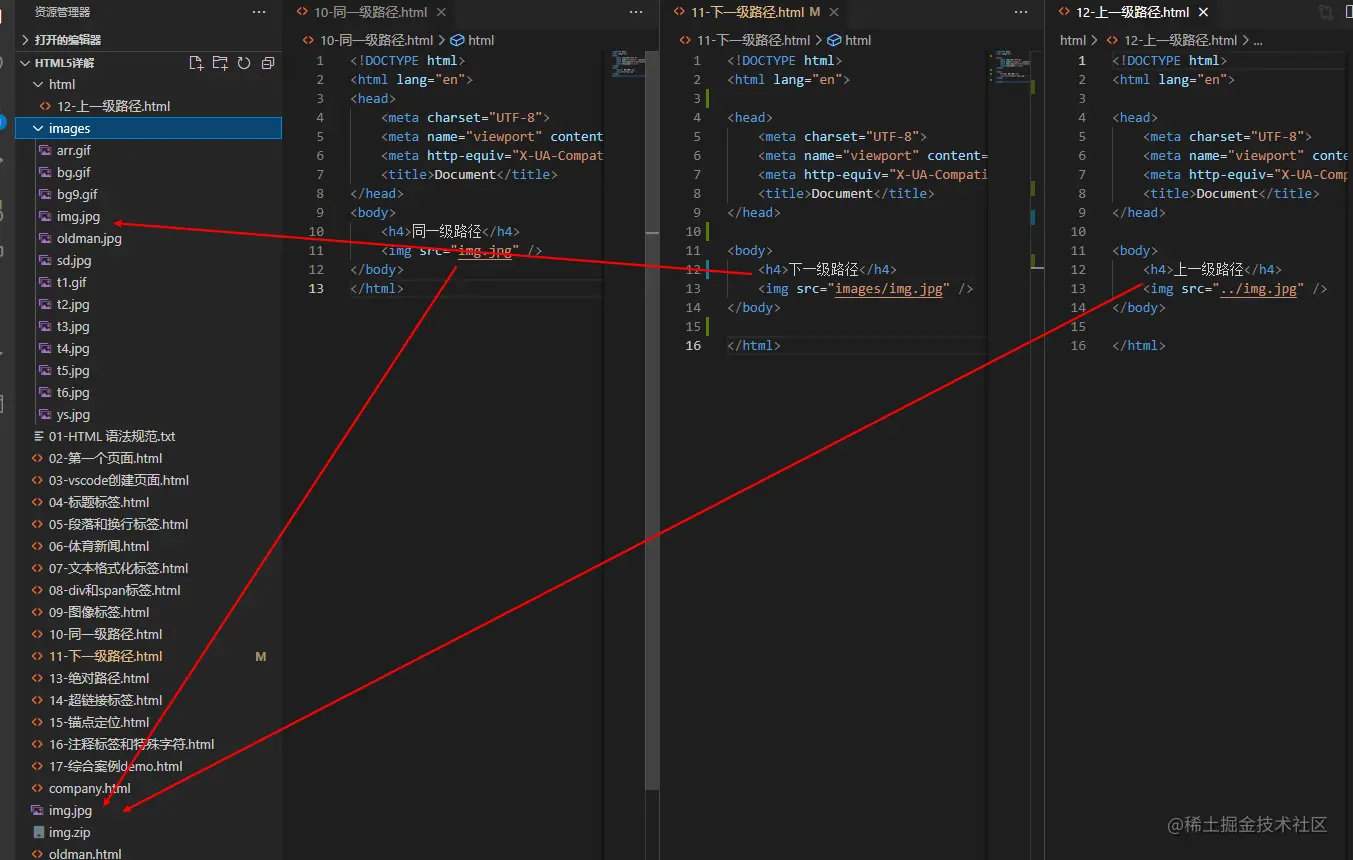 资源管理器
打开的编辑器
HTML5详解
html
12-上一级路径.html
images
arr.gif
bg.gif
bg9.gif
img.jpg
oldman.jpg
sd.jpg
t1.gif
t2.jpg
t3.jpg
t4.jpg
t5.jpg
t6.jpg
ys.jpg
01-HTML 语法规范.txt
02-第一个页面.html
03-vscode创建页面.html
04-标题标签.html
05-段落和换行标签.html
06-体育新闻.html
07-文本格式化标签.html
08-div和span标签.html
09-图像标签.html
10-同一级路径.html
11-下一级路径.html M
13-绝对路径.html
14-超链接标签.html
15-锚点定位.html
16-注释标签和特殊字符.html
17-综合案例demo.html
company.html
img.jpg
img.zip
oldman.html
10-同一级路径.html
10-同一级路径.html > html
1 <!DOCTYPE html>
2 <html lang="en">
3 <head>
4 <meta charset="UTF-8">
5 <meta name="viewport" content
6 <meta http-equiv="X-UA-Compat
7 <title>Document</title>
8 </head>
9 <body>
10 <h4>同一级路径</h4>
11 <img src="img.jpg" />
12 </body>
13 </html>
11-下一级路径.html M
11-下一级路径.html > html
1 <!DOCTYPE html>
2 <html lang="en">
3
4 <head>
5 <meta charset="UTF-8">
6 <meta name="viewport" content=
7 <meta http-equiv="X-UA-Compati
8 <title>Document</title>
9 </head>
10
11 <body>
12 <h4>下一级路径</h4>
13 <img src="images/img.jpg" />
14 </body>
15
16 </html>
12-上一级路径.html
html > 12-上一级路径.html > ...
1 <!DOCTYPE html>
2 <html lang="en">
3
4 <head>
5 <meta charset="UTF-8">
6 <meta name="viewport" conte
7 <meta http-equiv="X-UA-Comp
8 <title>Document</title>
9 </head>
10
11 <body>
12 <h4>上一级路径</h4>
13 <img src="../img.jpg" />
14 </body>
15
16 </html>
@稀土掘金技术社区